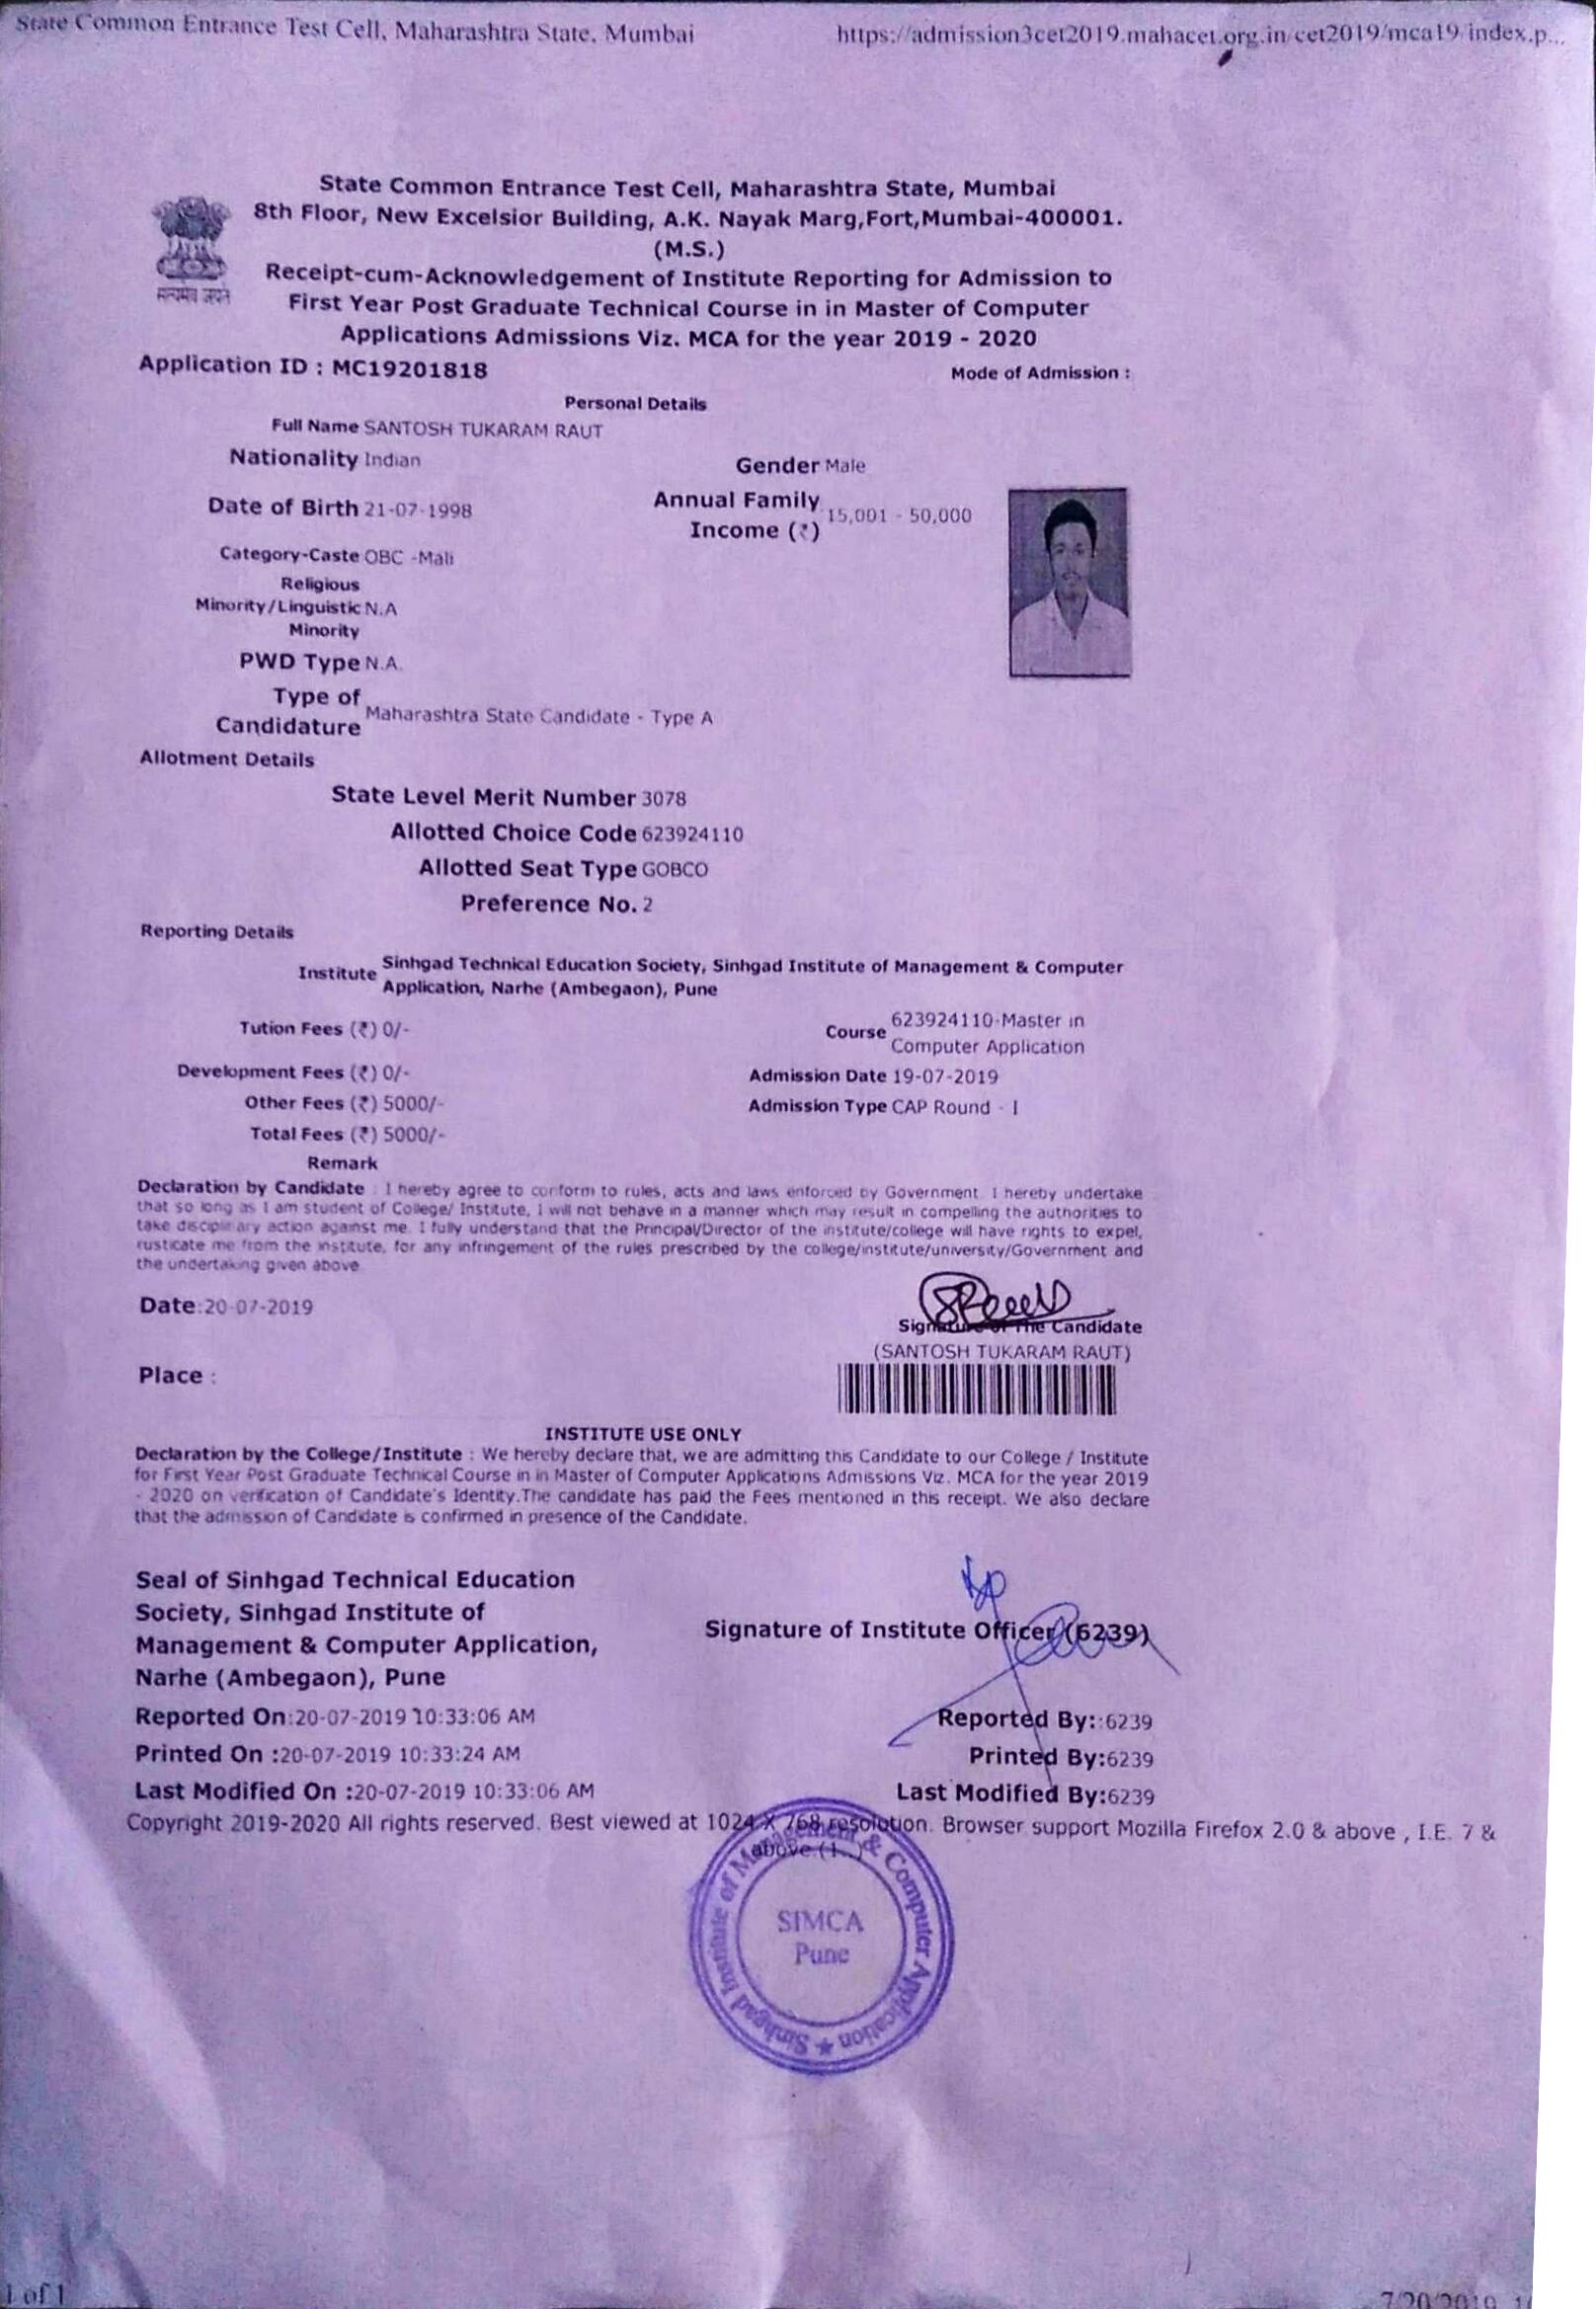 State Common Entrance Test Cell, Maharashtra State, Mumbai https://admission3cet2019.mahacet.org.in/cet2019/mca19/index.p...
State Common Entrance Test Cell, Maharashtra State, Mumbai
8th Floor, New Excelsior Building, A.K. Nayak Marg,Fort,Mumbai-400001.
(M.S.)
Receipt-cum-Acknowledgement of Institute Reporting for Admission to
First Year Post Graduate Technical Course in in Master of Computer
Applications Admissions Viz. MCA for the year 2019 - 2020
सत्यमेव जयते
Application ID : MC19201818 Mode of Admission :
Personal Details
Full Name SANTOSH TUKARAM RAUT
Nationality Indian Gender Male
Date of Birth 21-07-1998 Annual Family Income (₹) 15,001 - 50,000
Category-Caste OBC -Mali
Religious
Minority/Linguistic N.A
Minority
PWD Type N.A.
Type of
Candidature Maharashtra State Candidate - Type A
Allotment Details
State Level Merit Number 3078
Allotted Choice Code 623924110
Allotted Seat Type GOBCO
Preference No. 2
Reporting Details
Institute Sinhgad Technical Education Society, Sinhgad Institute of Management & Computer
Application, Narhe (Ambegaon), Pune
Tution Fees (₹) 0/- Course 623924110-Master in
Computer Application
Development Fees (₹) 0/- Admission Date 19-07-2019
Other Fees (₹) 5000/- Admission Type CAP Round - I
Total Fees (₹) 5000/-
Remark
Declaration by Candidate : I hereby agree to conform to rules, acts and laws enforced by Government. I hereby undertake
that so long as I am student of College/ Institute, I will not behave in a manner which may result in compelling the authorities to
take disciplinary action against me. I fully understand that the Principal/Director of the institute/college will have rights to expel,
rusticate me from the institute, for any infringement of the rules prescribed by the college/institute/university/Government and
the undertaking given above
Date:20-07-2019
Signature of The Candidate
(SANTOSH TUKARAM RAUT)
Place :
INSTITUTE USE ONLY
Declaration by the College/Institute : We hereby declare that, we are admitting this Candidate to our College / Institute
for First Year Post Graduate Technical Course in in Master of Computer Applications Admissions Viz. MCA for the year 2019
- 2020 on verification of Candidate's Identity.The candidate has paid the Fees mentioned in this receipt. We also declare
that the admission of Candidate is confirmed in presence of the Candidate.
Seal of Sinhgad Technical Education
Society, Sinhgad Institute of
Management & Computer Application,
Narhe (Ambegaon), Pune
Signature of Institute Officer (6239)
Reported On:20-07-2019 10:33:06 AM Reported By::6239
Printed On :20-07-2019 10:33:24 AM Printed By:6239
Last Modified On :20-07-2019 10:33:06 AM Last Modified By:6239
Copyright 2019-2020 All rights reserved. Best viewed at 1024 X 768 resolution. Browser support Mozilla Firefox 2.0 & above , I.E. 7 &
above.(1..)
Sinhgad Institute of Management & Computer Application
SIMCA
Pune
1 of 1 7/20/2019